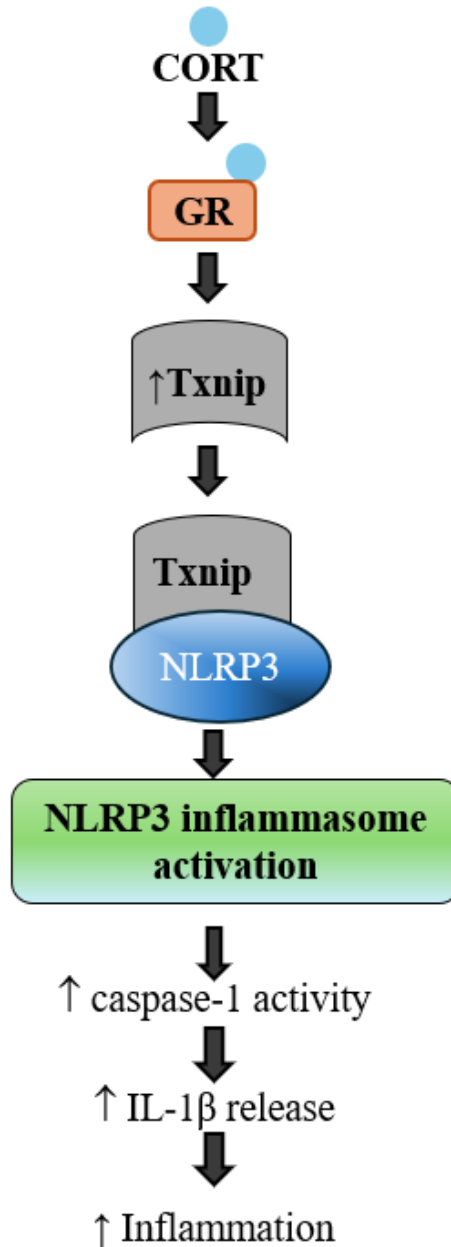 CORT
GR
↑Txnip
Txnip
NLRP3
NLRP3 inflammasome
activation
↑ caspase-1 activity
↑ IL-1β release
↑ Inflammation